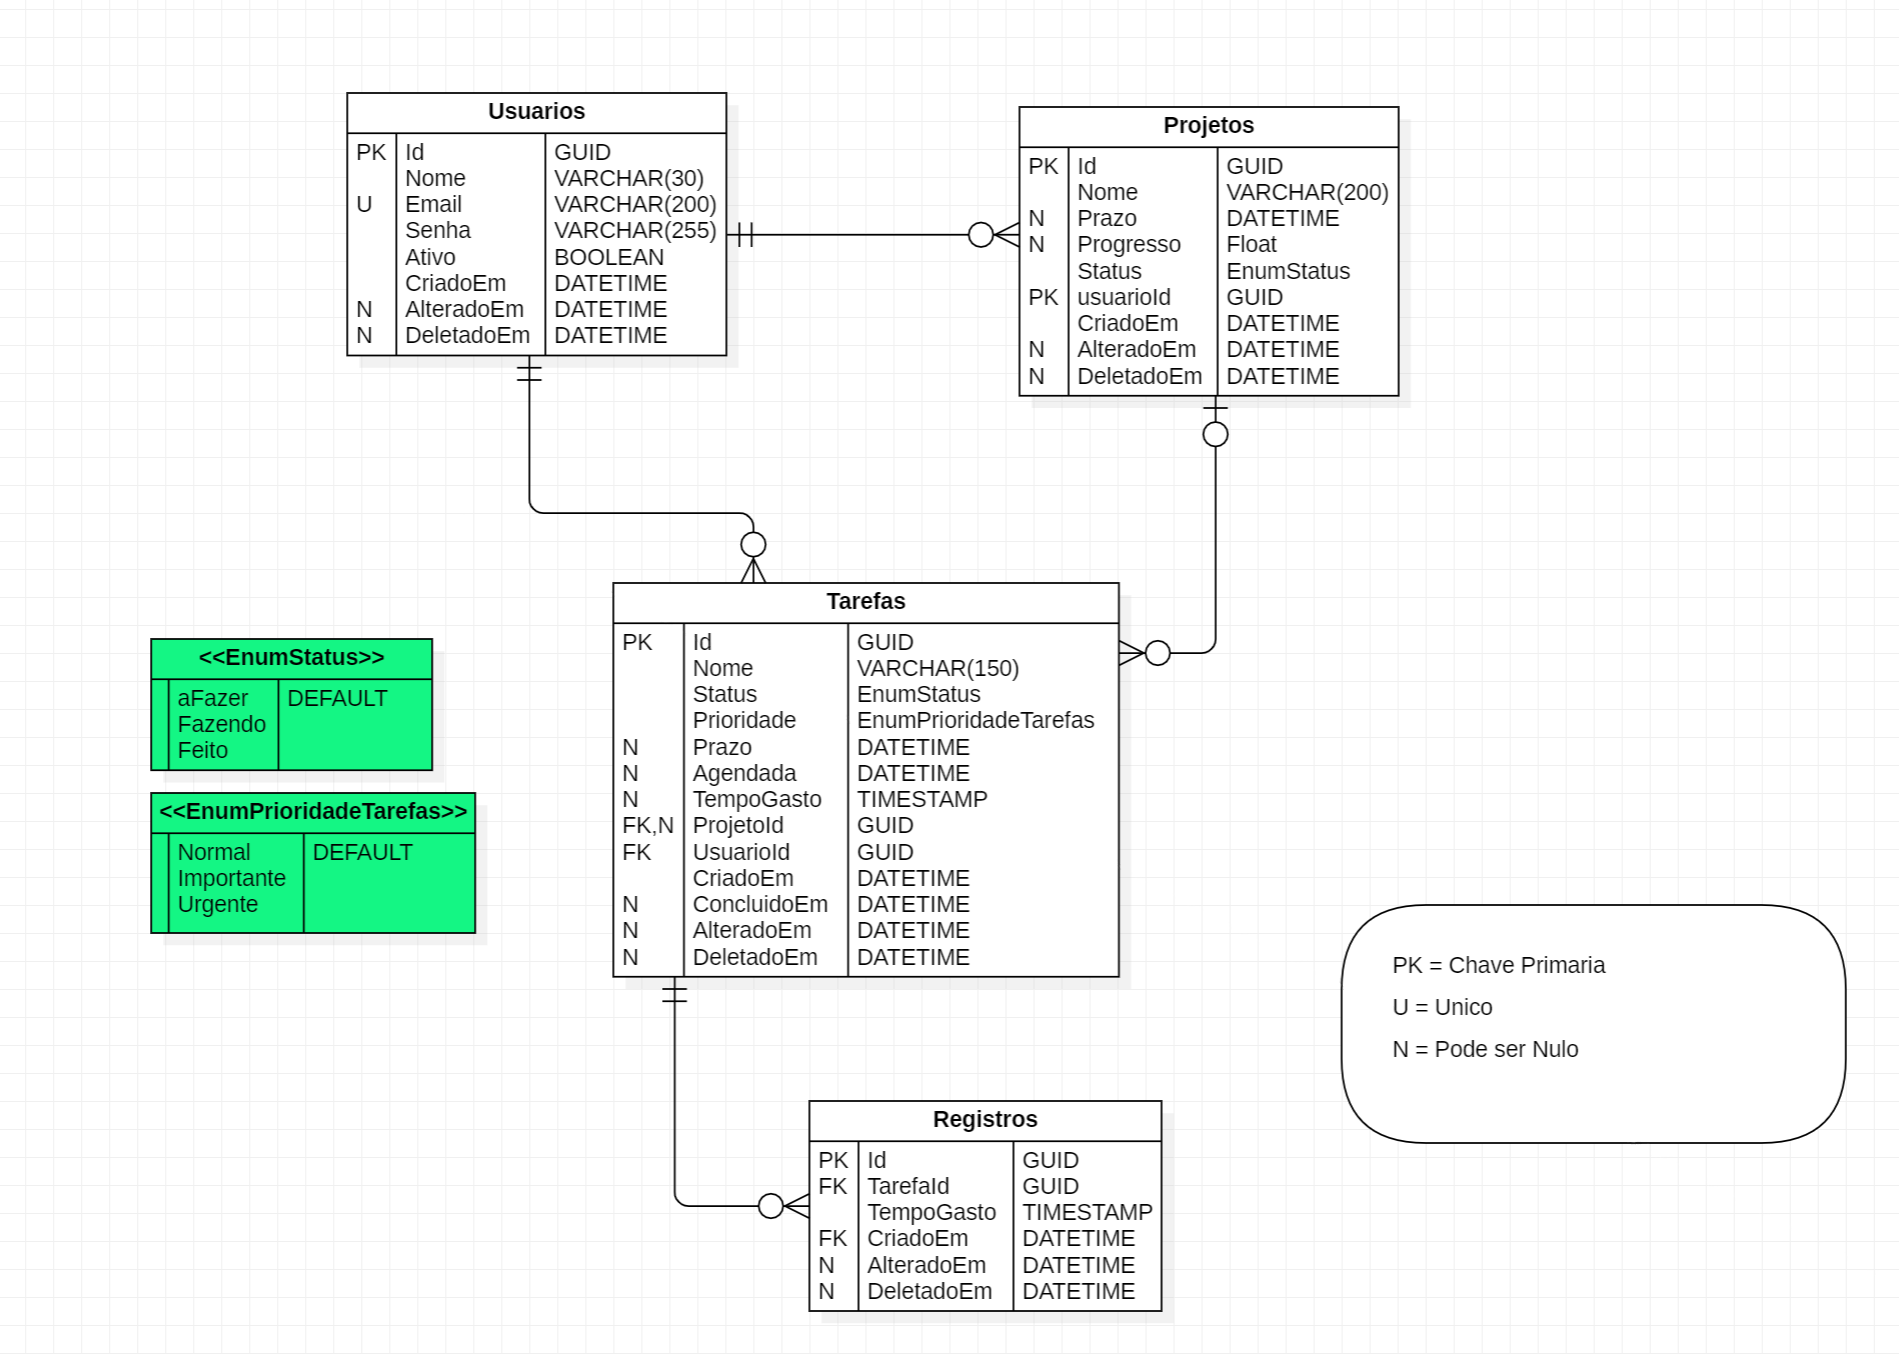 Usuarios
PK Id GUID
Nome VARCHAR(30)
U Email VARCHAR(200)
Senha VARCHAR(255)
Ativo BOOLEAN
CriadoEm DATETIME
N AlteradoEm DATETIME
N DeletadoEm DATETIME
Projetos
PK Id GUID
Nome VARCHAR(200)
N Prazo DATETIME
N Progresso Float
Status EnumStatus
PK usuarioId GUID
CriadoEm DATETIME
N AlteradoEm DATETIME
N DeletadoEm DATETIME
Tarefas
PK Id GUID
Nome VARCHAR(150)
Status EnumStatus
Prioridade EnumPrioridadeTarefas
N Prazo DATETIME
N Agendada DATETIME
N TempoGasto TIMESTAMP
FK,N ProjetoId GUID
FK UsuarioId GUID
CriadoEm DATETIME
N ConcluidoEm DATETIME
N AlteradoEm DATETIME
N DeletadoEm DATETIME
<<EnumStatus>>
aFazer DEFAULT
Fazendo
Feito
<<EnumPrioridadeTarefas>>
Normal DEFAULT
Importante
Urgente
PK = Chave Primaria
U = Unico
N = Pode ser Nulo
Registros
PK Id GUID
FK TarefaId GUID
TempoGasto TIMESTAMP
FK CriadoEm DATETIME
N AlteradoEm DATETIME
N DeletadoEm DATETIME